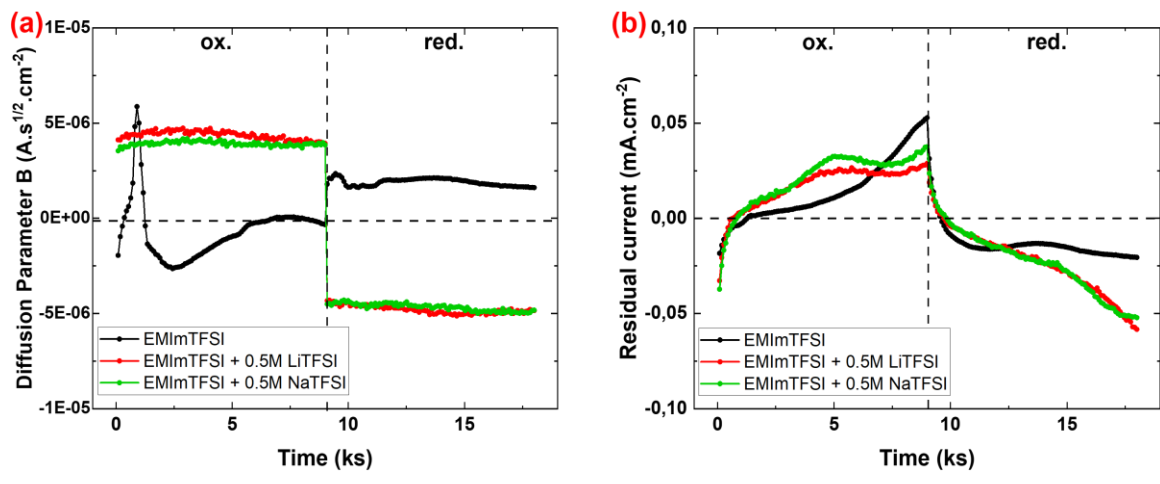 (a)
1E-05
5E-06
0E+00
-5E-06
-1E-05
Diffusion Parameter B (A.s1/2.cm-2)
ox.
red.
EMImTFSI
EMImTFSI + 0.5M LiTFSI
EMImTFSI + 0.5M NaTFSI
0
5
10
15
Time (ks)
(b)
0,10
0,05
0,00
-0,05
-0,10
Residual current (mA.cm-2)
ox.
red.
EMImTFSI
EMImTFSI + 0.5M LiTFSI
EMImTFSI + 0.5M NaTFSI
0
5
10
15
Time (ks)